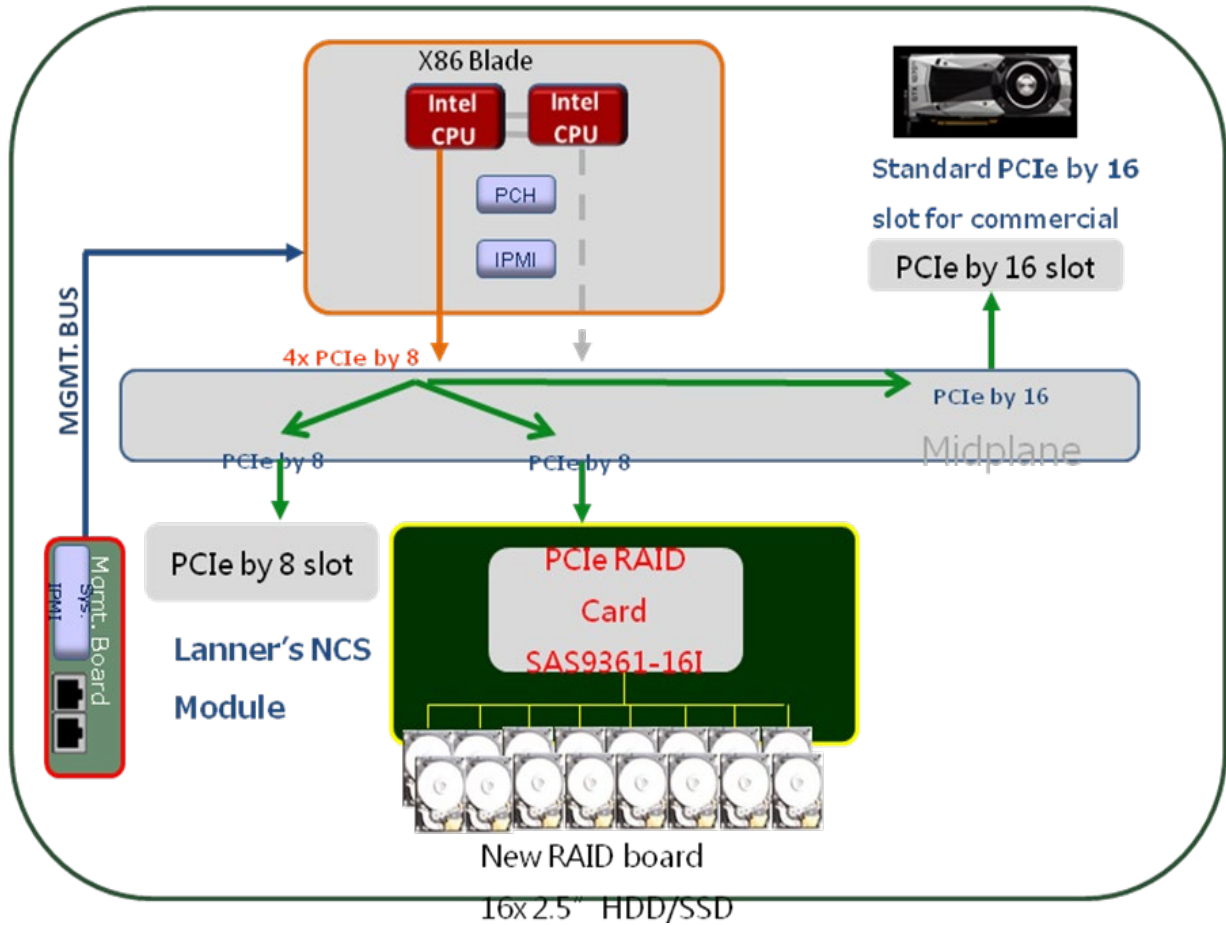 X86 Blade
Intel
CPU
Intel
CPU
PCH
IPMI
GTX 1070
Standard PCIe by 16
slot for commercial
PCIe by 16 slot
MGMT. BUS
4x PCIe by 8
PCIe by 16
Midplane
PCIe by 8
PCIe by 8
Mgmt. Board
Sys.
IPMI
PCIe by 8 slot
Lanner’s NCS
Module
PCIe RAID
Card
SAS9361-16I
New RAID board
16x 2.5” HDD/SSD